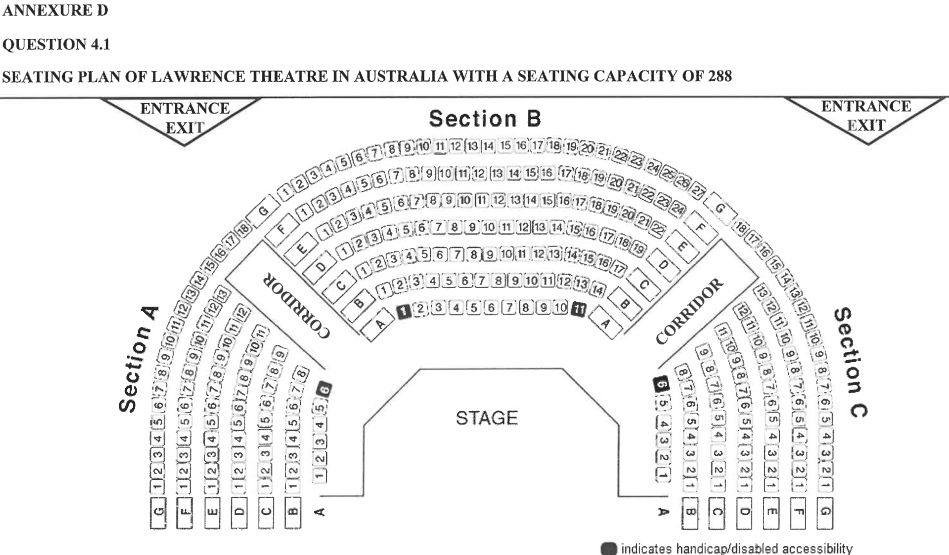 ANNEXURE D
QUESTION 4.1
SEATING PLAN OF LAWRENCE THEATRE IN AUSTRALIA WITH A SEATING CAPACITY OF 288
ENTRANCE
EXIT
ENTRANCE
EXIT
Section B
G 1 2 3 4 5 6 7 8 9 10 11 12 13 14 15 16 17 18 19 20 21 22 23 24 25 26 27 G
F 1 2 3 4 5 6 7 8 9 10 11 12 13 14 15 16 17 18 19 20 21 22 23 24 F
E 1 2 3 4 5 6 7 8 9 10 11 12 13 14 15 16 17 18 19 20 21 22 E
D 1 2 3 4 5 6 7 8 9 10 11 12 13 14 15 16 17 18 19 D
C 1 2 3 4 5 6 7 8 9 10 11 12 13 14 15 16 17 C
B 1 2 3 4 5 6 7 8 9 10 11 12 13 14 B
A 1 2 3 4 5 6 7 8 9 10 11 A
CORRIDOR
CORRIDOR
Section A
G 1 2 3 4 5 6 7 8 9 10 11 12 13 14 15 16 17 18
F 1 2 3 4 5 6 7 8 9 10 11 12 13
E 1 2 3 4 5 6 7 8 9 10 11 12
D 1 2 3 4 5 6 7 8 9 10 11
C 1 2 3 4 5 6 7 8 9
B 1 2 3 4 5 6 7 8
A 1 2 3 4 5 6
STAGE
Section C
A 1 2 3 4 5 6
B 1 2 3 4 5 6 7 8
C 1 2 3 4 5 6 7 8 9
D 1 2 3 4 5 6 7 8 9 10 11
E 1 2 3 4 5 6 7 8 9 10 11 12
F 1 2 3 4 5 6 7 8 9 10 11 12 13
G 1 2 3 4 5 6 7 8 9 10 11 12 13 14 15 16 17 18
indicates handicap/disabled accessibility